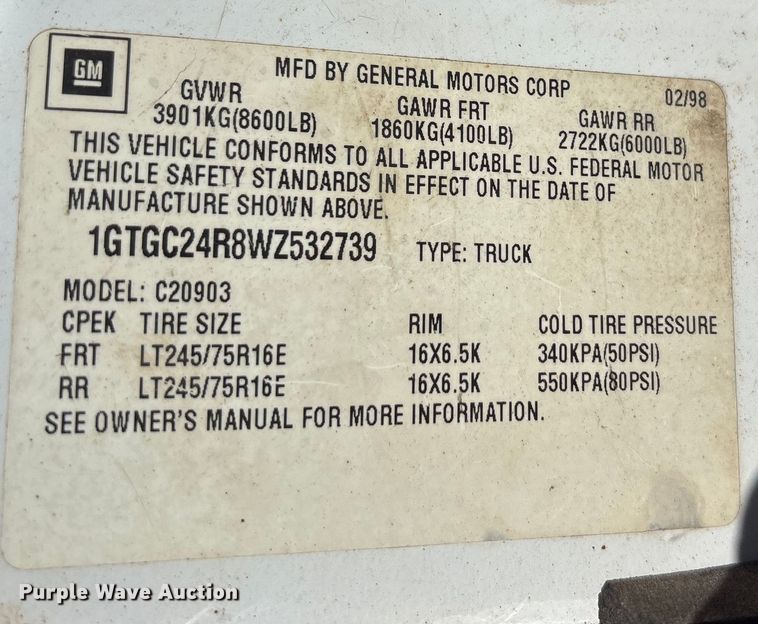 GM
MFD BY GENERAL MOTORS CORP 02/98
GVWR GAWR FRT GAWR RR
3901KG(8600LB) 1860KG(4100LB) 2722KG(6000LB)
THIS VEHICLE CONFORMS TO ALL APPLICABLE U.S. FEDERAL MOTOR
VEHICLE SAFETY STANDARDS IN EFFECT ON THE DATE OF
MANUFACTURE SHOWN ABOVE.
1GTGC24R8WZ532739 TYPE: TRUCK
MODEL: C20903
CPEK TIRE SIZE RIM COLD TIRE PRESSURE
FRT LT245/75R16E 16X6.5K 340KPA(50PSI)
RR LT245/75R16E 16X6.5K 550KPA(80PSI)
SEE OWNER'S MANUAL FOR MORE INFORMATION.
Purple Wave Auction